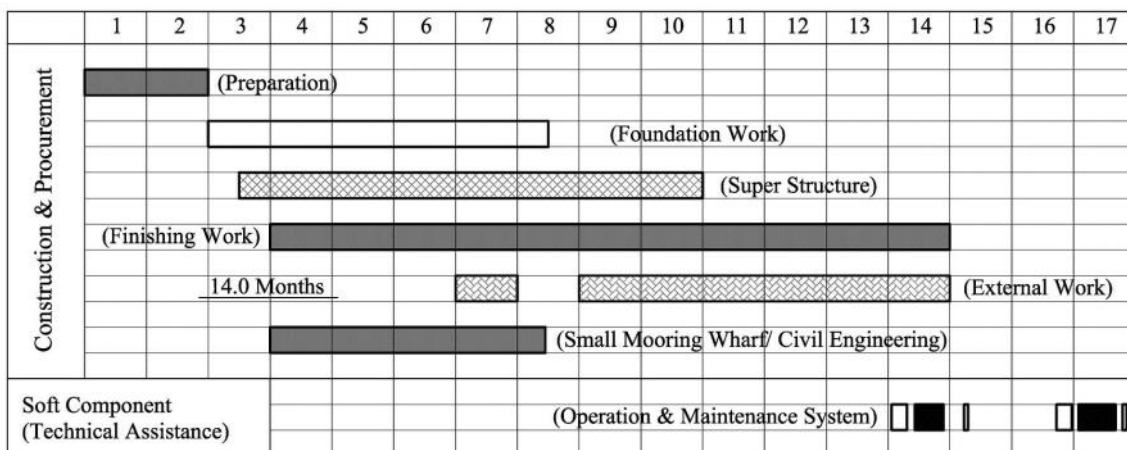 1 2 3 4 5 6 7 8 9 10 11 12 13 14 15 16 17
Construction & Procurement
(Preparation)
(Foundation Work)
(Super Structure)
(Finishing Work)
14.0 Months
(External Work)
(Small Mooring Wharf/ Civil Engineering)
Soft Component
(Technical Assistance)
(Operation & Maintenance System)